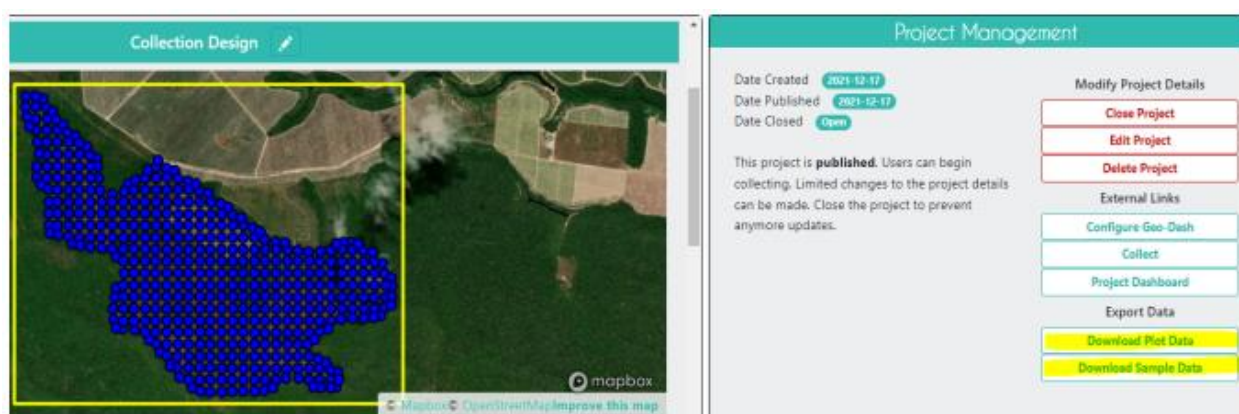 Collection Design
mapbox
© Mapbox© OpenStreetMapImprove this map
Project Management
Date Created 2021-12-17
Date Published 2021-12-17
Date Closed Open
This project is published. Users can begin
collecting. Limited changes to the project details
can be made. Close the project to prevent
anymore updates.
Modify Project Details
Close Project
Edit Project
Delete Project
External Links
Configure Geo-Dash
Collect
Project Dashboard
Export Data
Download Plot Data
Download Sample Data